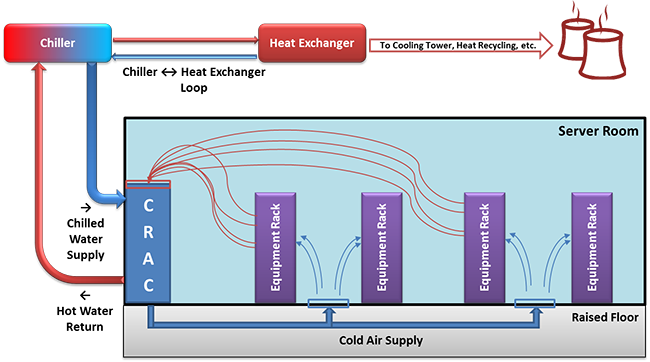 Chiller
Heat Exchanger
To Cooling Tower, Heat Recycling, etc.
Chiller ↔ Heat Exchanger
Loop
Server Room
→
Chilled
Water
Supply
C
R
A
C
Equipment Rack
Equipment Rack
Equipment Rack
Equipment Rack
←
Hot Water
Return
Raised Floor
Cold Air Supply